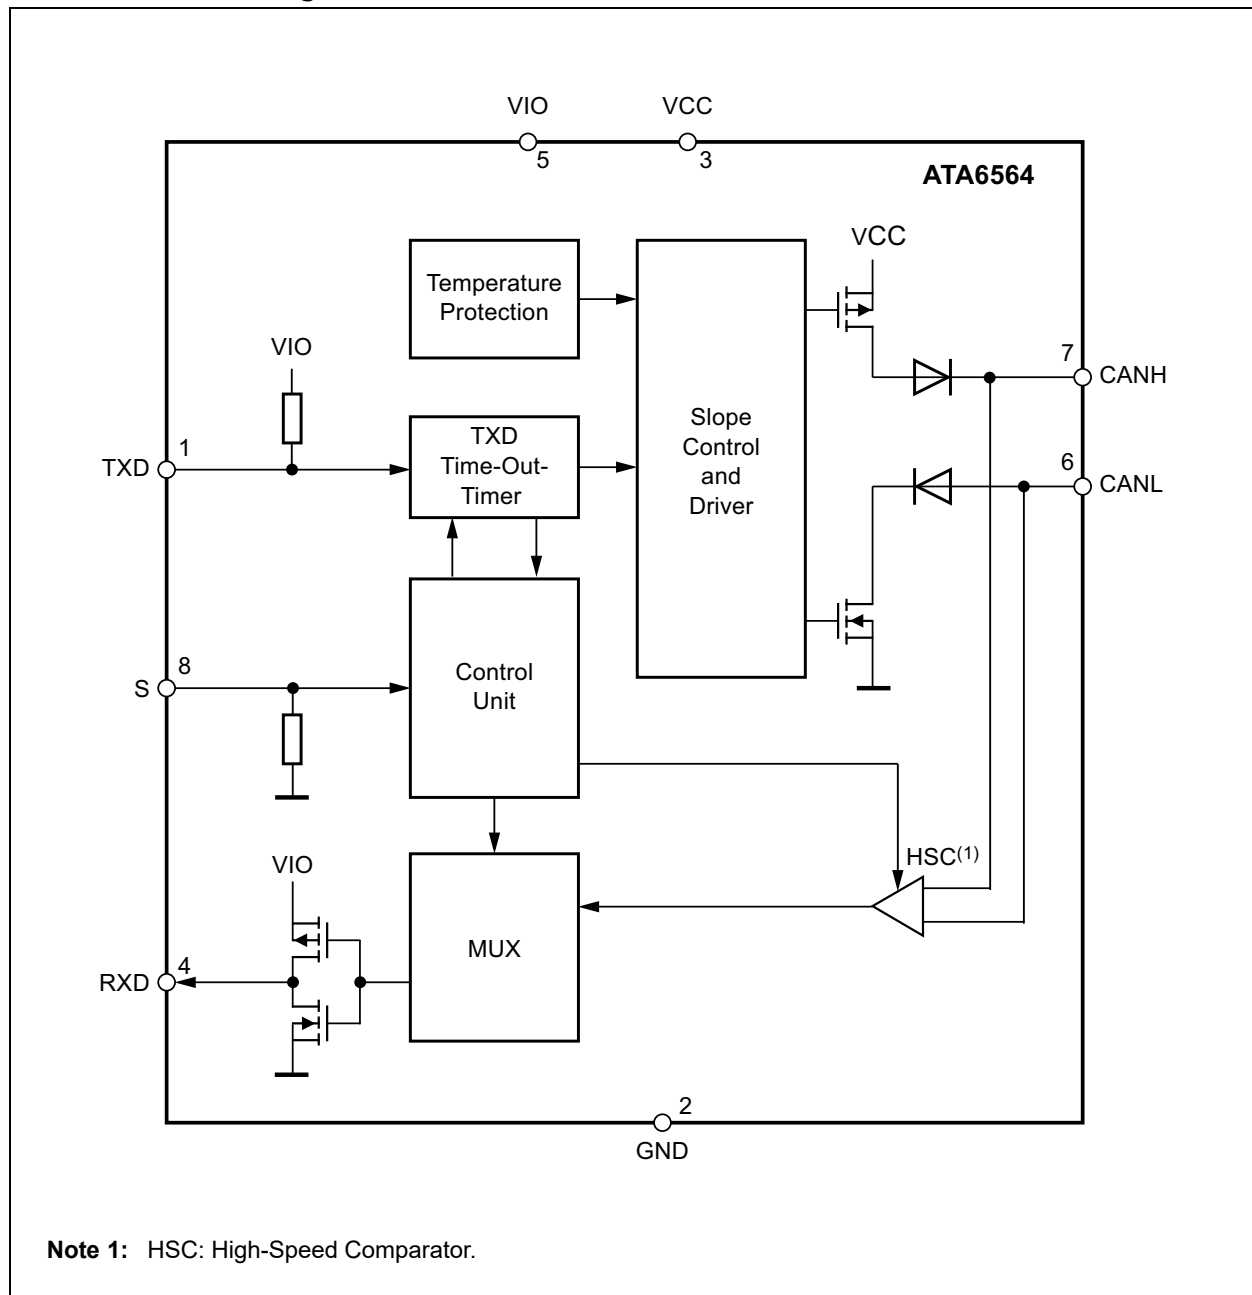 VIO
VCC
5
3
ATA6564
VCC
Temperature
Protection
VIO
7
CANH
TXD
1
TXD
Time-Out-
Timer
Slope
Control
and
Driver
6
CANL
8
S
Control
Unit
HSC(1)
VIO
MUX
4
RXD
2
GND
Note 1: HSC: High-Speed Comparator.